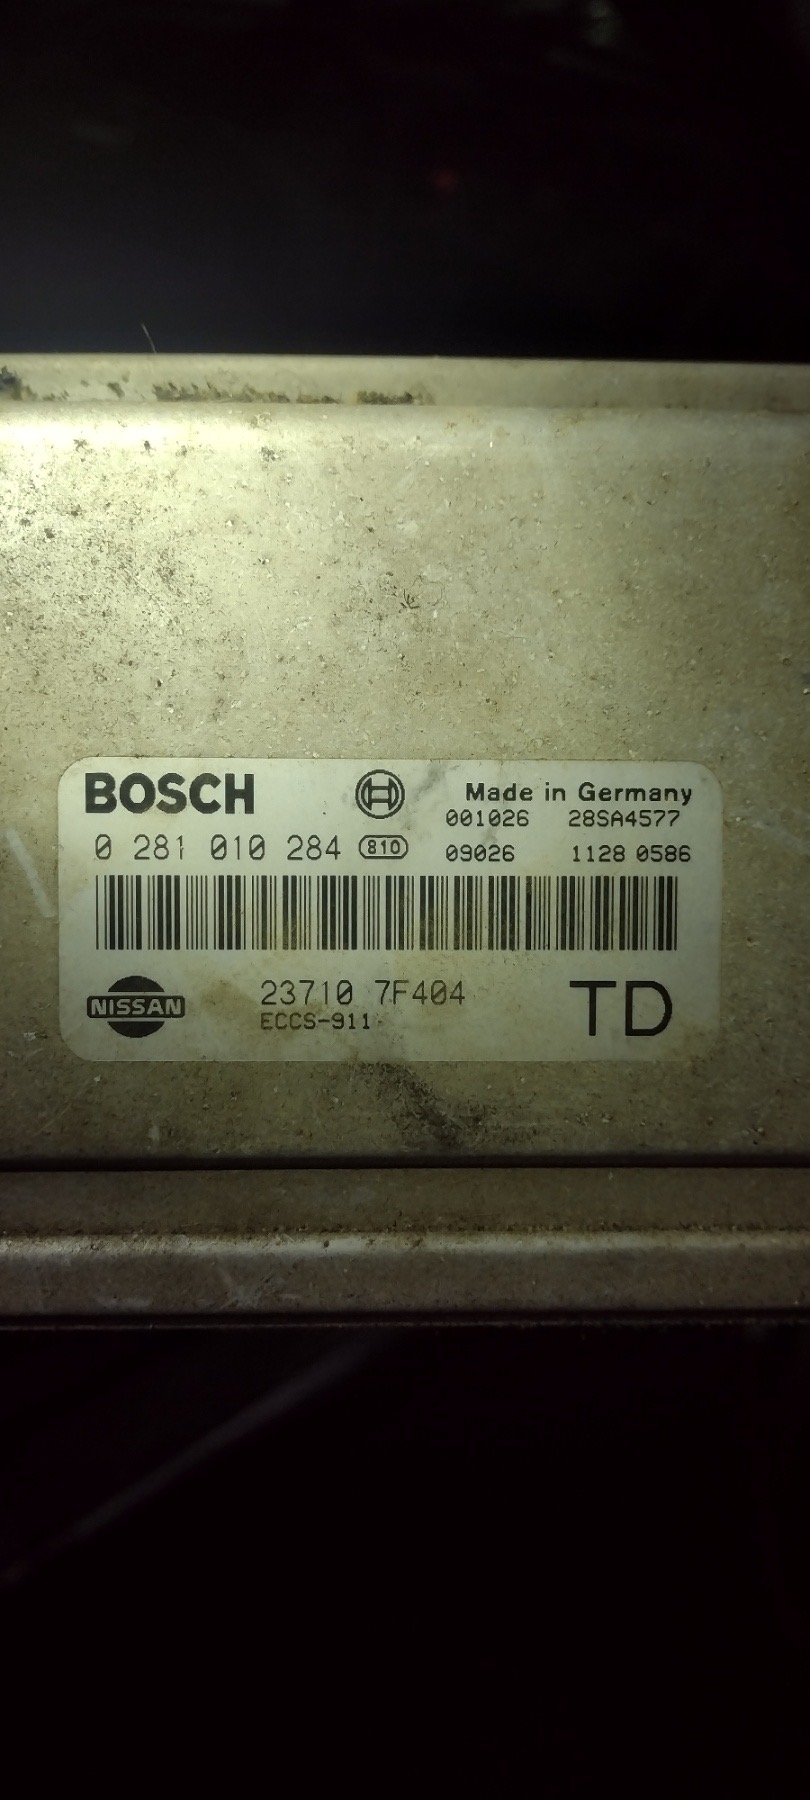 BOSCH
Made in Germany
001026 28SA4577
0 281 010 284 810
09026 1128 0586
NISSAN
23710 7F404
ECCS-911
TD